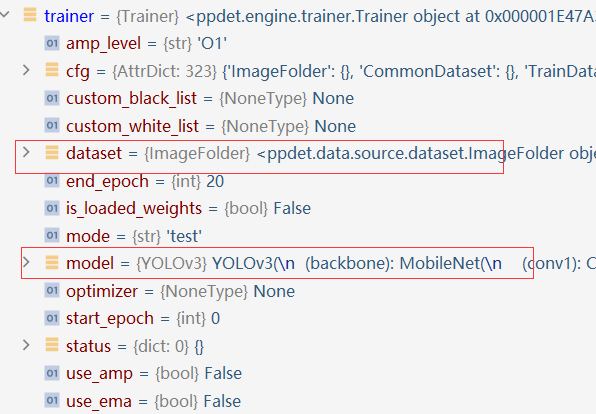 trainer = {Trainer} <ppdet.engine.trainer.Trainer object at 0x000001E47A
01 amp_level = {str} 'O1'
cfg = {AttrDict: 323} {'ImageFolder': {}, 'CommonDataset': {}, 'TrainData
01 custom_black_list = {NoneType} None
01 custom_white_list = {NoneType} None
dataset = {ImageFolder} <ppdet.data.source.dataset.ImageFolder obje
01 end_epoch = {int} 20
01 is_loaded_weights = {bool} False
01 mode = {str} 'test'
model = {YOLOv3} YOLOv3(\n (backbone): MobileNet(\n (conv1): C
01 optimizer = {NoneType} None
01 start_epoch = {int} 0
status = {dict: 0} {}
01 use_amp = {bool} False
01 use_ema = {bool} False